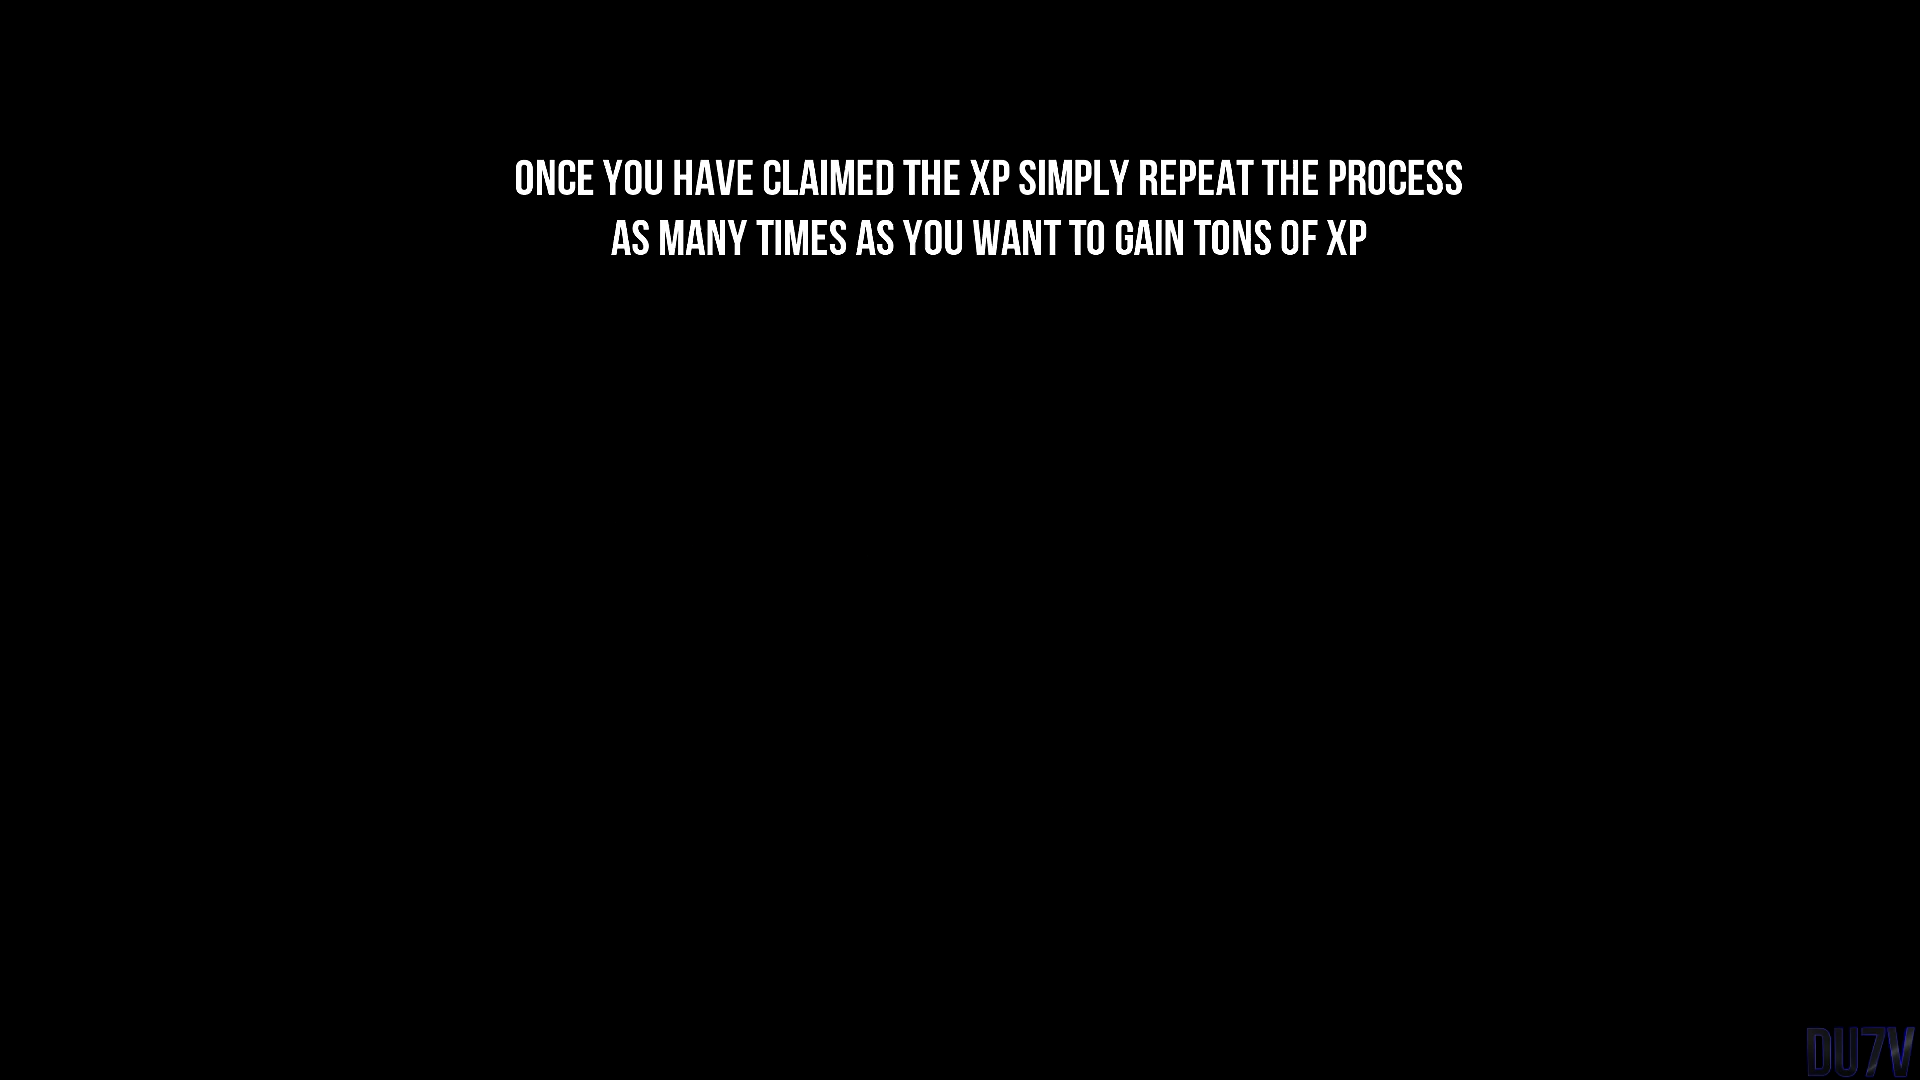 ONCE YOU HAVE CLAIMED THE XP SIMPLY REPEAT THE PROCESS
AS MANY TIMES AS YOU WANT TO GAIN TONS OF XP
DU7V